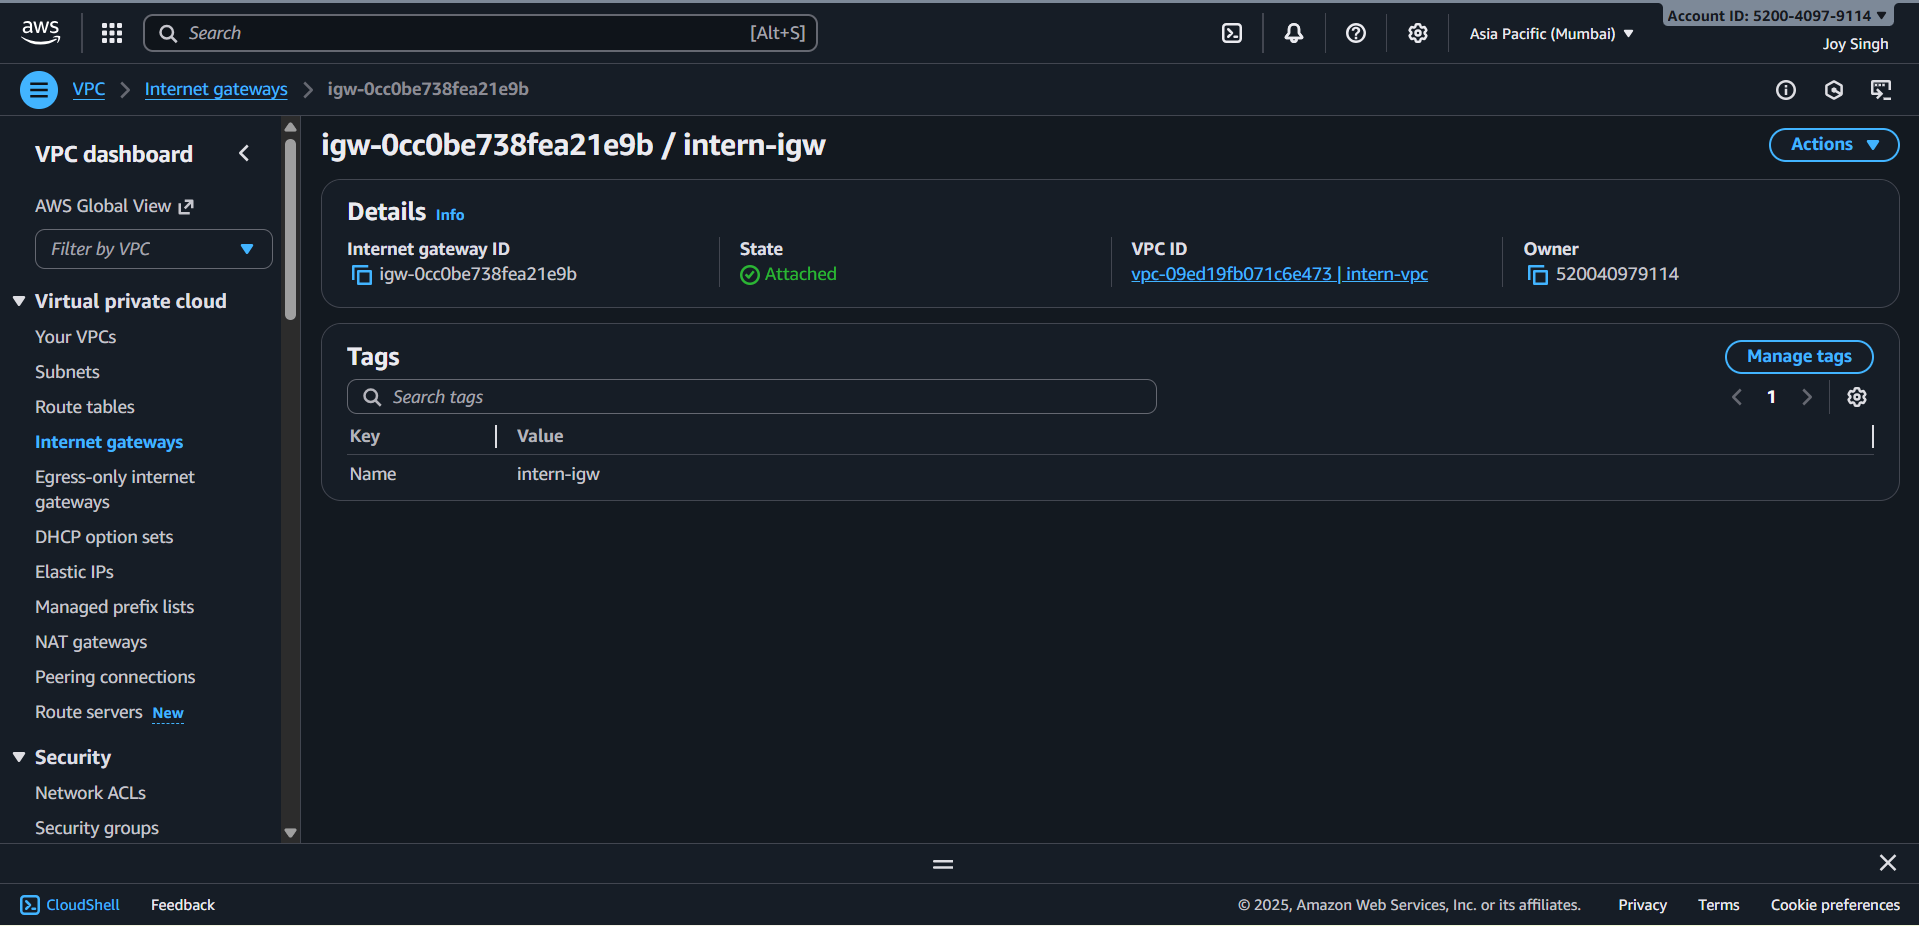 aws
Search
[Alt+S]
Asia Pacific (Mumbai)
Account ID: 5200-4097-9114
Joy Singh
VPC
Internet gateways
igw-0cc0be738fea21e9b
VPC dashboard
AWS Global View
Filter by VPC
Virtual private cloud
Your VPCs
Subnets
Route tables
Internet gateways
Egress-only internet
gateways
DHCP option sets
Elastic IPs
Managed prefix lists
NAT gateways
Peering connections
Route servers New
Security
Network ACLs
Security groups
igw-0cc0be738fea21e9b / intern-igw
Actions
Details Info
Internet gateway ID
igw-0cc0be738fea21e9b
State
Attached
VPC ID
vpc-09ed19fb071c6e473 | intern-vpc
Owner
520040979114
Tags
Manage tags
Search tags
1
Key Value
Name intern-igw
CloudShell
Feedback
© 2025, Amazon Web Services, Inc. or its affiliates.
Privacy
Terms
Cookie preferences